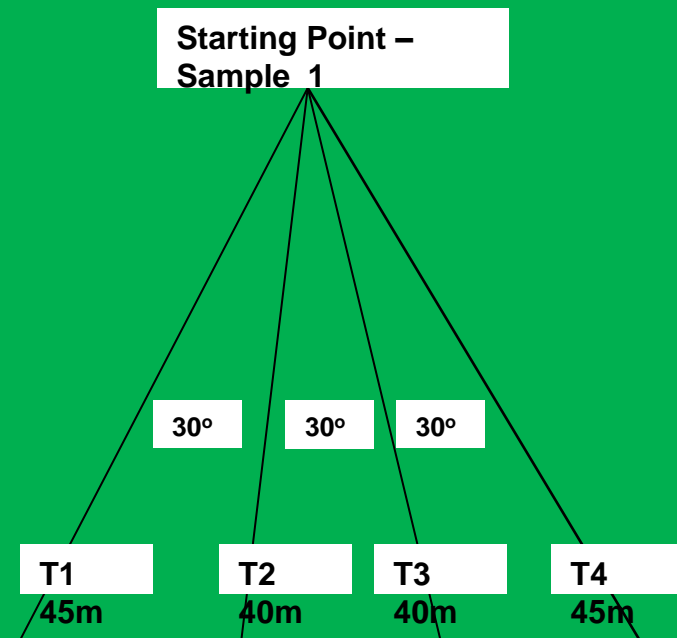 Starting Point –
Sample 1
30º
30º
30º
T1
45m
T2
40m
T3
40m
T4
45m